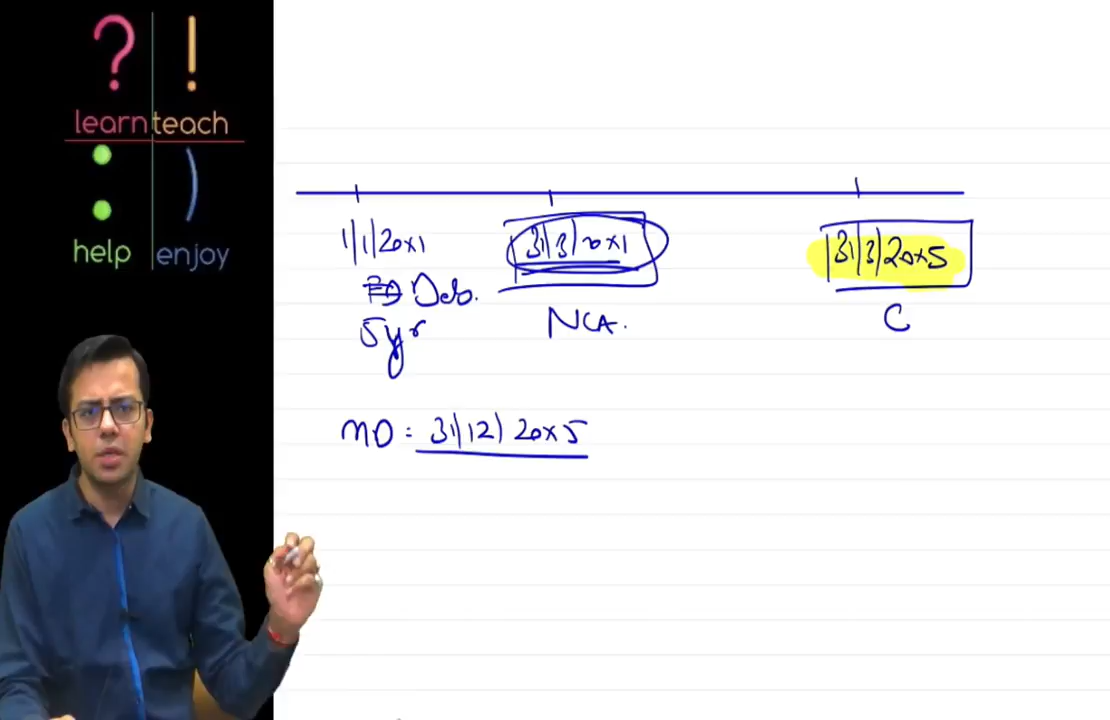 ? !
learn teach
: )
help enjoy
1/1/20x1 31/3/20x1 31/3/20x5
Deb. NCA. C
5yr
MD = 31/12/20x5